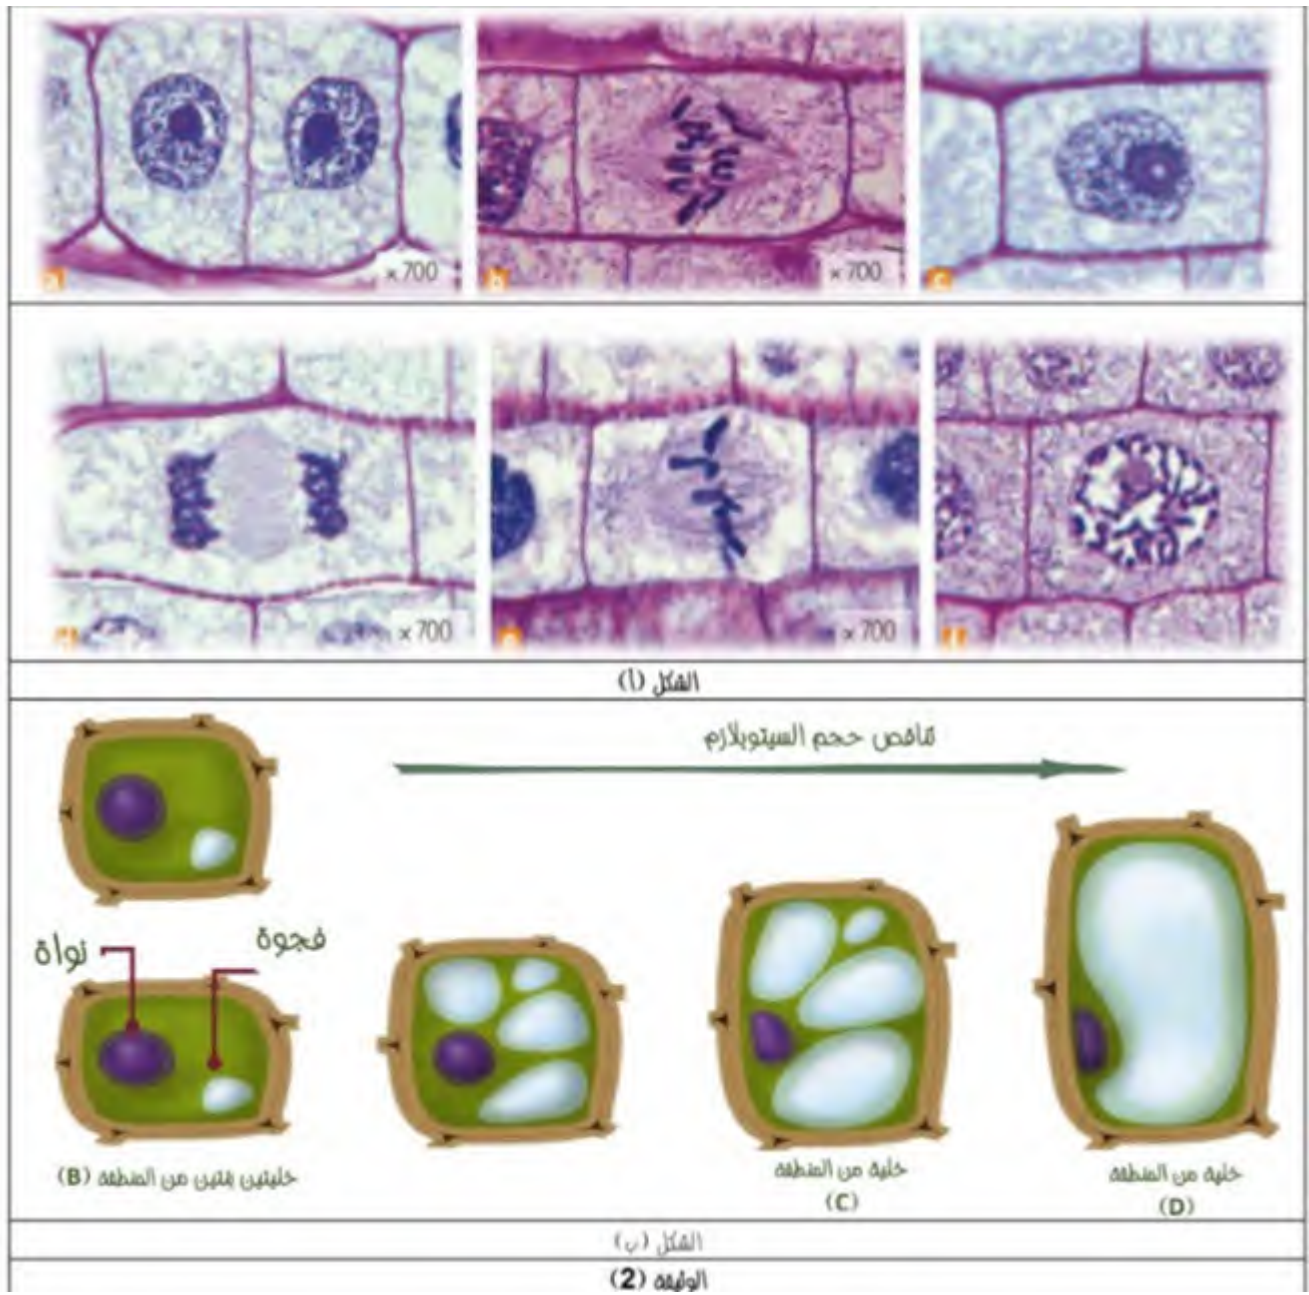 a
× 700
b
× 700
c
d
× 700
e
× 700
f
الشكل (أ)
تناقص حجم السيتوبلازم
نواة
فجوة
خليتين بنتين من المنطقة (B)
خلية من المنطقة
(C)
خلية من المنطقة
(D)
الشكل (ب)
الوثيقة (2)